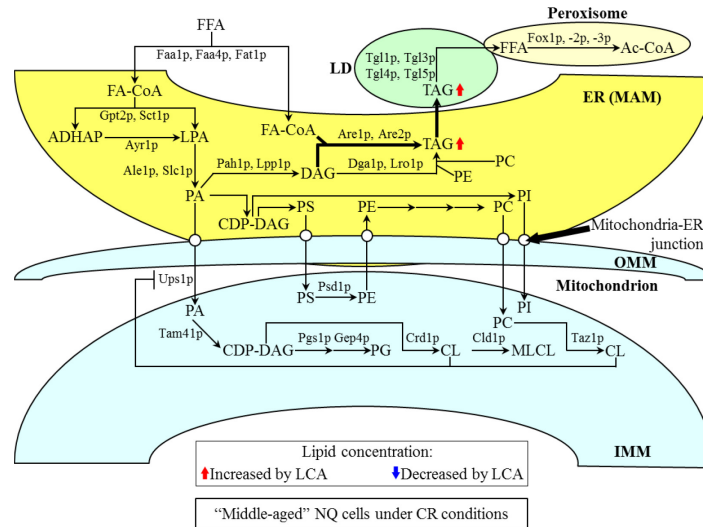 FFA
Faa1p, Faa4p, Fat1p
Peroxisome
Fox1p, -2p, -3p
FFA
Ac-CoA
Tgl1p, Tgl3p
Tgl4p, Tgl5p
LD
TAG
FA-CoA
ER (MAM)
Gpt2p, Sct1p
ADHAP
LPA
Ayr1p
FA-CoA
Are1p, Are2p
TAG
Ale1p, Slc1p
Pah1p, Lpp1p
DAG
Dga1p, Lro1p
PC
PE
PA
CDP-DAG
PS
PE
PC
PI
Mitochondria-ER
junction
OMM
Mitochondrion
Ups1p
PS
Psd1p
PE
PA
PI
PC
Tam41p
CDP-DAG
Pgs1p Gep4p
PG
Crd1p
CL
Cld1p
MLCL
Taz1p
CL
IMM
Lipid concentration:
Increased by LCA
Decreased by LCA
“Middle-aged” NQ cells under CR conditions